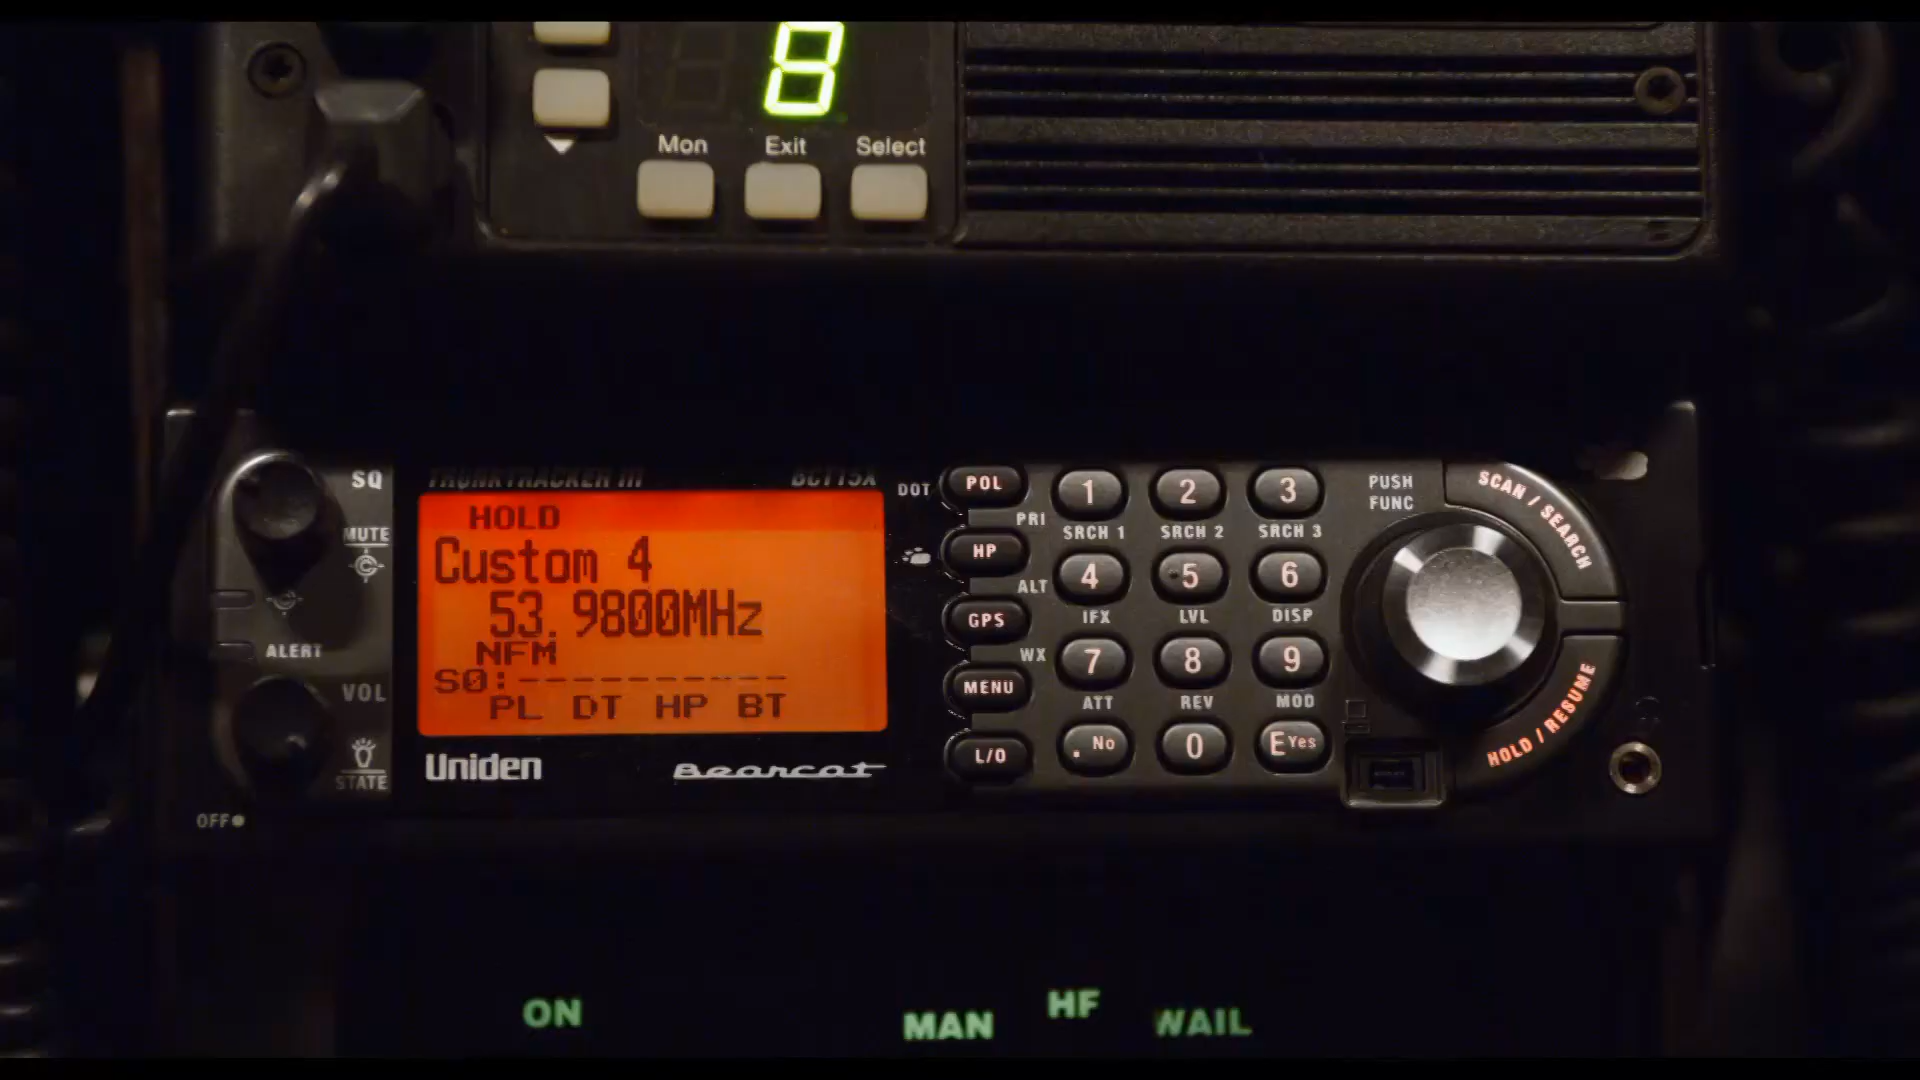 8
Mon Exit Select
SQ
MUTE
ALERT
VOL
STATE
OFF
TRUNKTRACKER III BCT15X
HOLD
Custom 4
53.9800MHz
NFM
S0:----------
PL DT HP BT
Uniden Bearcat
DOT POL 1 2 3
PRI SRCH 1 SRCH 2 SRCH 3
HP 4 5 6
ALT IFX LVL DISP
GPS 7 8 9
WX ATT REV MOD
MENU . No 0 E Yes
L/O
PUSH
FUNC
SCAN / SEARCH
HOLD / RESUME
ON MAN HF WAIL